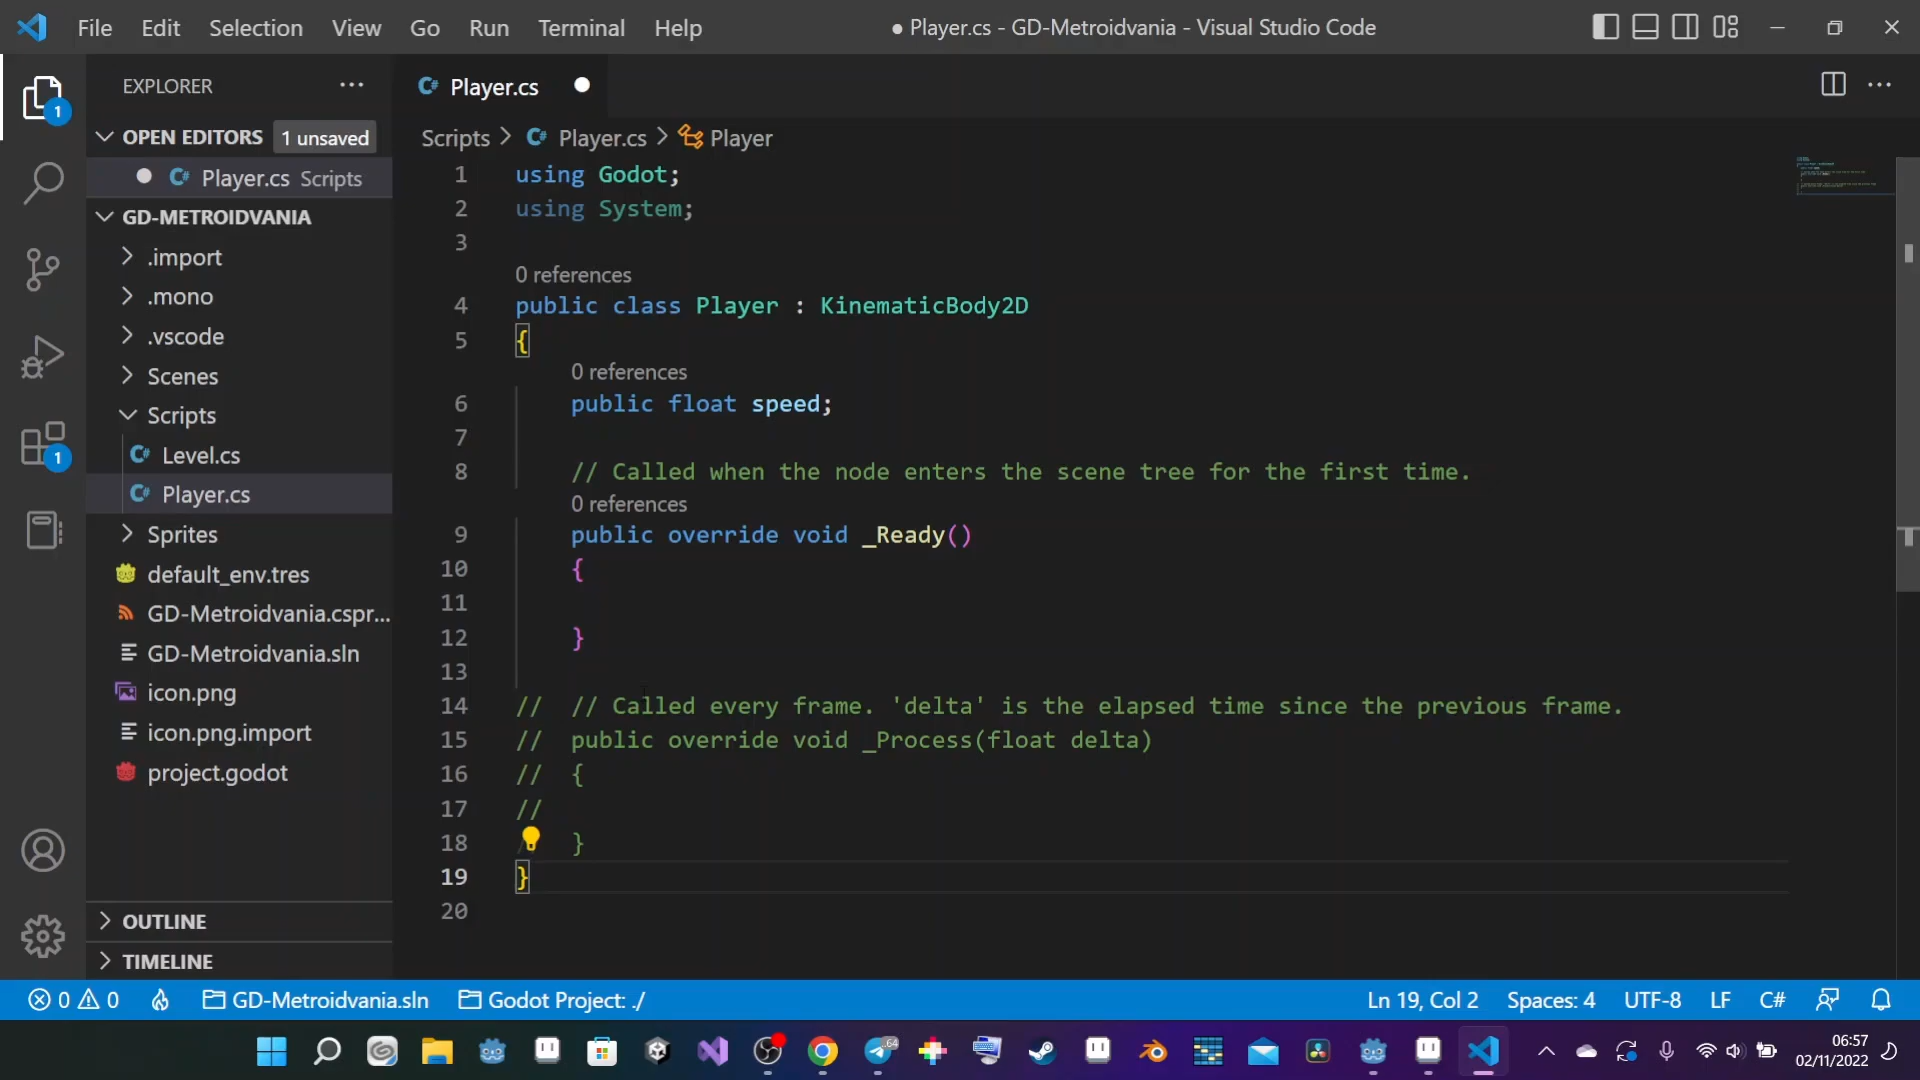 File Edit Selection View Go Run Terminal Help
● Player.cs - GD-Metroidvania - Visual Studio Code
EXPLORER
OPEN EDITORS 1 unsaved
Player.cs Scripts
GD-METROIDVANIA
.import
.mono
.vscode
Scenes
Scripts
Level.cs
Player.cs
Sprites
default_env.tres
GD-Metroidvania.cspr...
GD-Metroidvania.sln
icon.png
icon.png.import
project.godot
OUTLINE
TIMELINE
1
1
Player.cs
Scripts > Player.cs > Player
1 using Godot;
2 using System;
3
0 references
4 public class Player : KinematicBody2D
5 {
0 references
6 public float speed;
7
8 // Called when the node enters the scene tree for the first time.
0 references
9 public override void _Ready()
10 {
11
12 }
13
14 // // Called every frame. 'delta' is the elapsed time since the previous frame.
15 // public override void _Process(float delta)
16 // {
17 //
18 }
19 }
20
0 0 GD-Metroidvania.sln Godot Project: ./
Ln 19, Col 2 Spaces: 4 UTF-8 LF C#
.64
06:57
02/11/2022